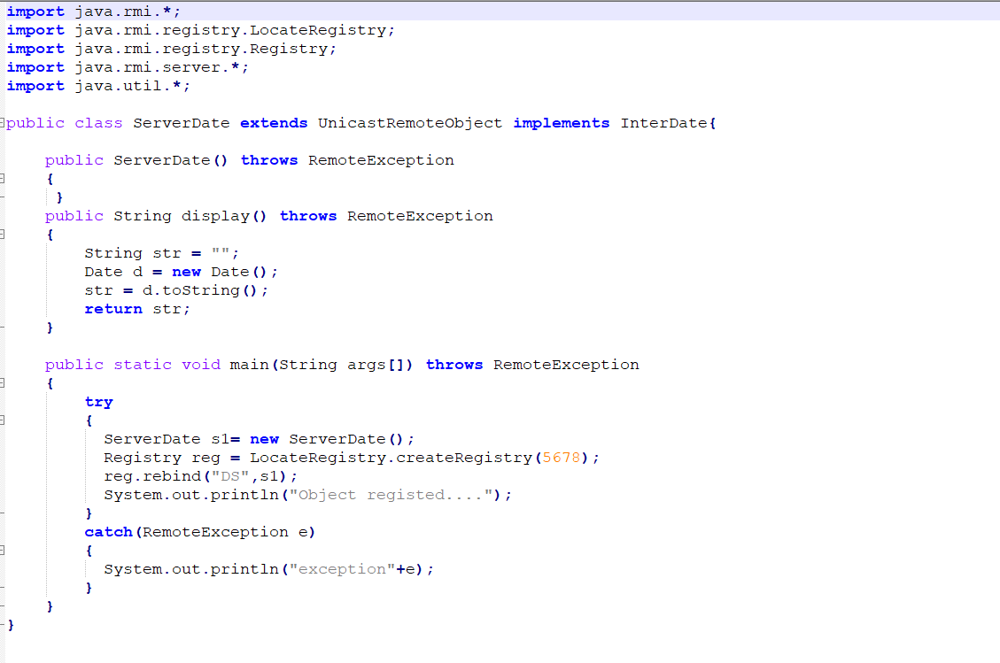 import java.rmi.*;
import java.rmi.registry.LocateRegistry;
import java.rmi.registry.Registry;
import java.rmi.server.*;
import java.util.*;

public class ServerDate extends UnicastRemoteObject implements InterDate{

    public ServerDate() throws RemoteException
    {
     }
    public String display() throws RemoteException
    {
        String str = "";
        Date d = new Date();
        str = d.toString();
        return str;
    }

    public static void main(String args[]) throws RemoteException
    {
        try
        {
          ServerDate s1= new ServerDate();
          Registry reg = LocateRegistry.createRegistry(5678);
          reg.rebind("DS",s1);
          System.out.println("Object registed....");
        }
        catch(RemoteException e)
        {
          System.out.println("exception"+e);
        }
    }
}